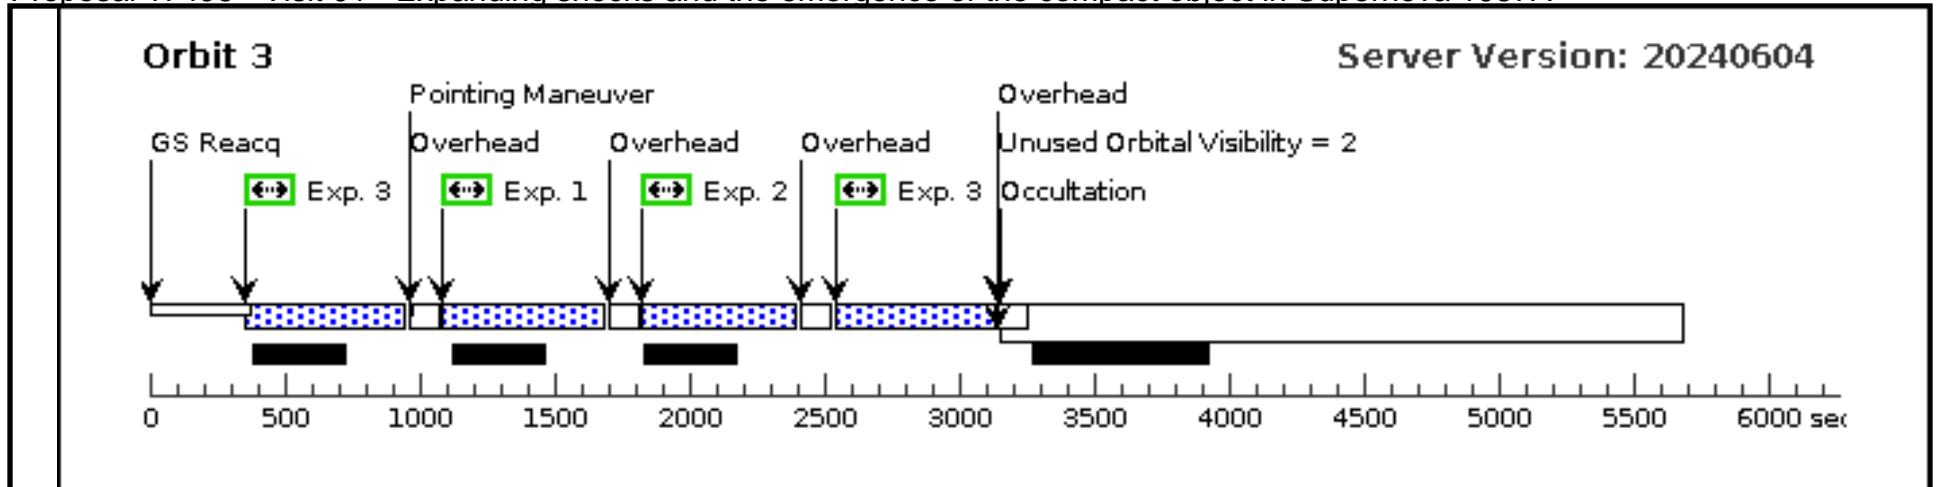 Orbit 3
Server Version: 20240604
Pointing Maneuver
Overhead
GS Reacq
Overhead
Overhead
Overhead
Unused Orbital Visibility = 2
Exp. 3
Exp. 1
Exp. 2
Exp. 3
Occultation
0 500 1000 1500 2000 2500 3000 3500 4000 4500 5000 5500 6000 sec